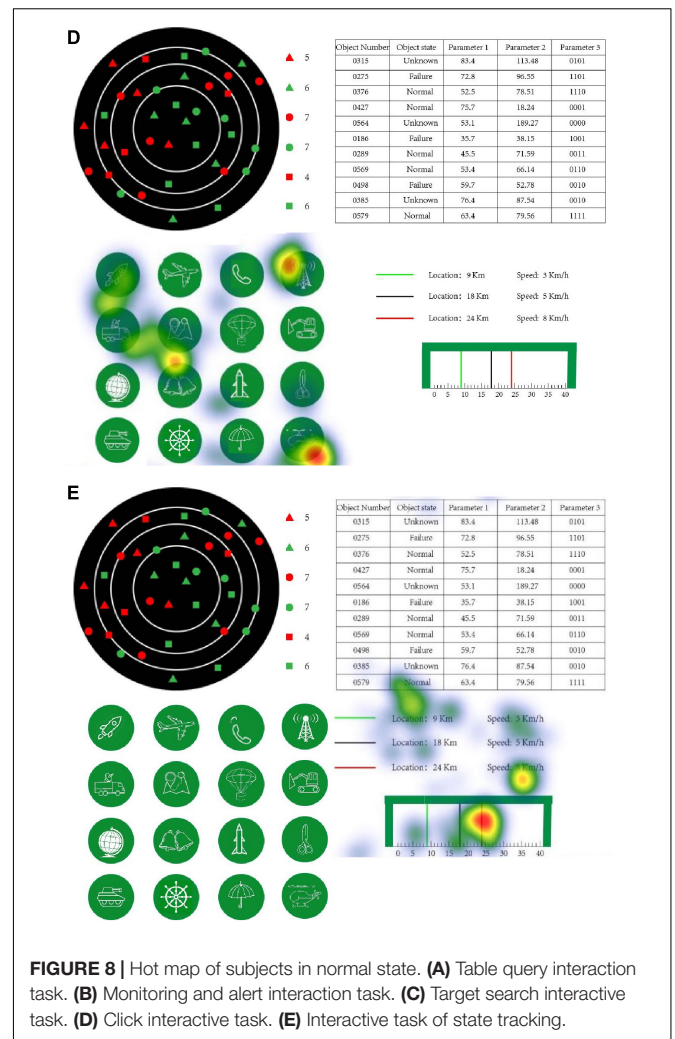 D
5
6
7
7
4
6
Object Number Object state Parameter 1 Parameter 2 Parameter 3
0315 Unknown 83.4 113.48 0101
0275 Failure 72.8 96.55 1101
0376 Normal 52.5 78.51 1110
0427 Normal 75.7 18.24 0001
0564 Unknown 53.1 189.27 0000
0186 Failure 35.7 38.15 1001
0289 Normal 45.5 71.59 0011
0569 Normal 53.4 66.14 0110
0498 Failure 59.7 52.78 0010
0385 Unknown 76.4 87.54 0010
0579 Normal 63.4 79.56 1111
Location: 9 Km Speed: 3 Km/h
Location: 18 Km Speed: 5 Km/h
Location: 24 Km Speed: 8 Km/h
0 5 10 15 20 25 30 35 40
E
5
6
7
7
4
6
Object Number Object state Parameter 1 Parameter 2 Parameter 3
0315 Unknown 83.4 113.48 0101
0275 Failure 72.8 96.55 1101
0376 Normal 52.5 78.51 1110
0427 Normal 75.7 18.24 0001
0564 Unknown 53.1 189.27 0000
0186 Failure 35.7 38.15 1001
0289 Normal 45.5 71.59 0011
0569 Normal 53.4 66.14 0110
0498 Failure 59.7 52.78 0010
0385 Unknown 76.4 87.54 0010
0579 Normal 63.4 79.56 1111
Location: 9 Km Speed: 3 Km/h
Location: 18 Km Speed: 5 Km/h
Location: 24 Km Speed: Km/h
0 5 10 15 20 25 30 35 40
FIGURE 8 | Hot map of subjects in normal state. (A) Table query interaction
task. (B) Monitoring and alert interaction task. (C) Target search interactive
task. (D) Click interactive task. (E) Interactive task of state tracking.